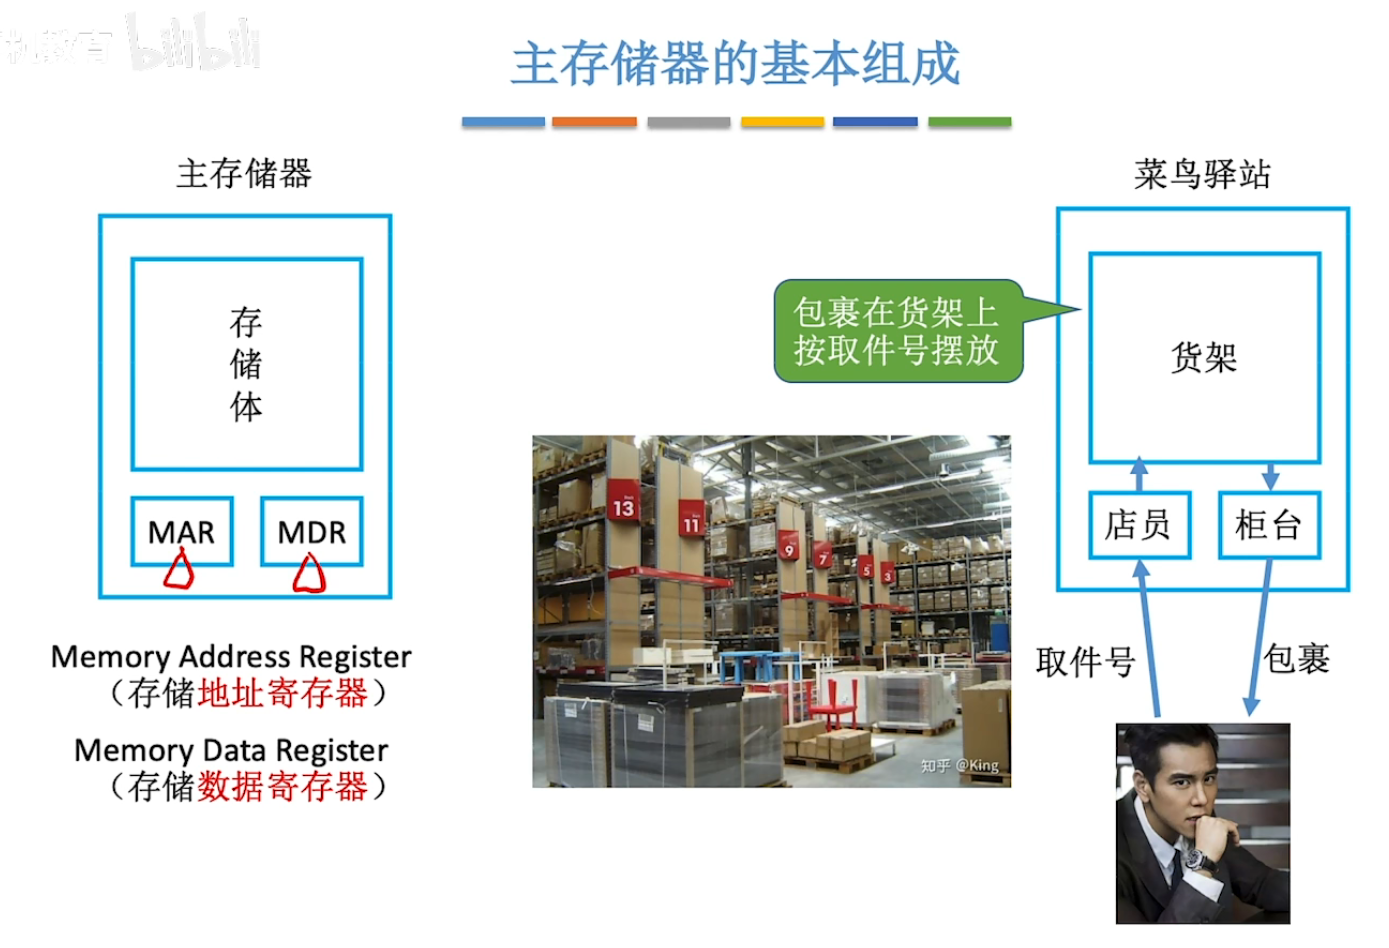 机教育 bilibili
主存储器的基本组成
主存储器
存
储
体
MAR
MDR
Memory Address Register
（存储地址寄存器）
Memory Data Register
（存储数据寄存器）
包裹在货架上
按取件号摆放
13
11
9
7
5
3
知乎 @King
菜鸟驿站
货架
店员
柜台
取件号
包裹